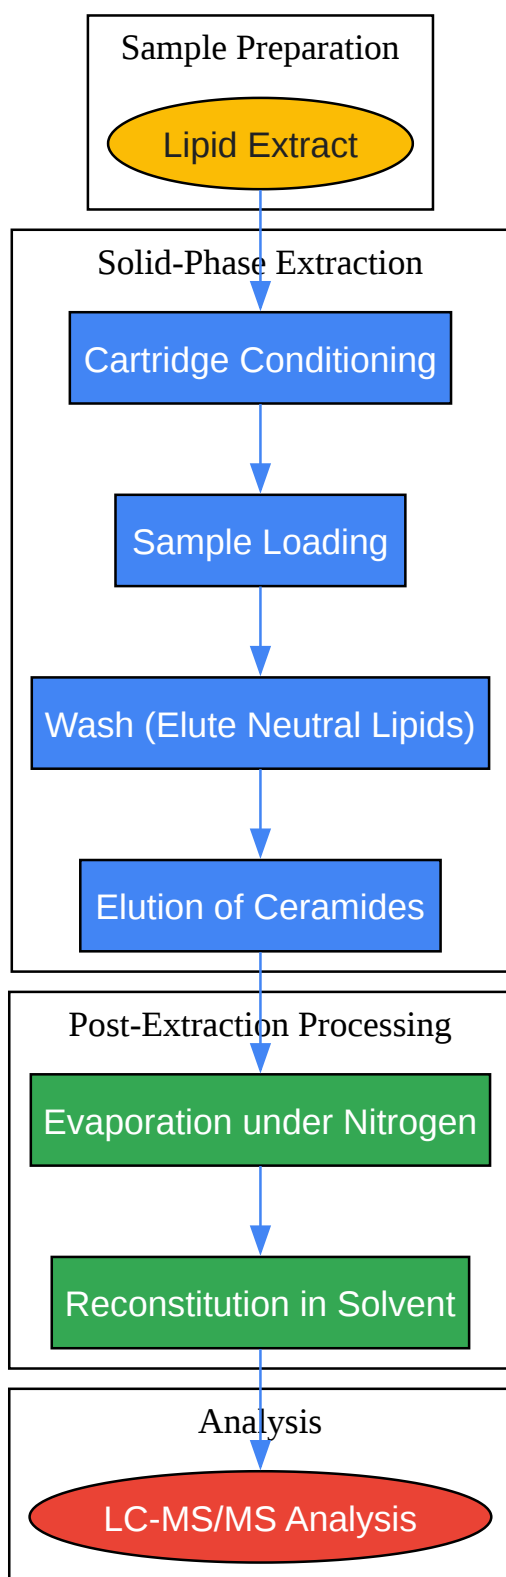 Sample Preparation
Lipid Extract
Solid-Phase Extraction
Cartridge Conditioning
Sample Loading
Wash (Elute Neutral Lipids)
Elution of Ceramides
Post-Extraction Processing
Evaporation under Nitrogen
Reconstitution in Solvent
Analysis
LC-MS/MS Analysis